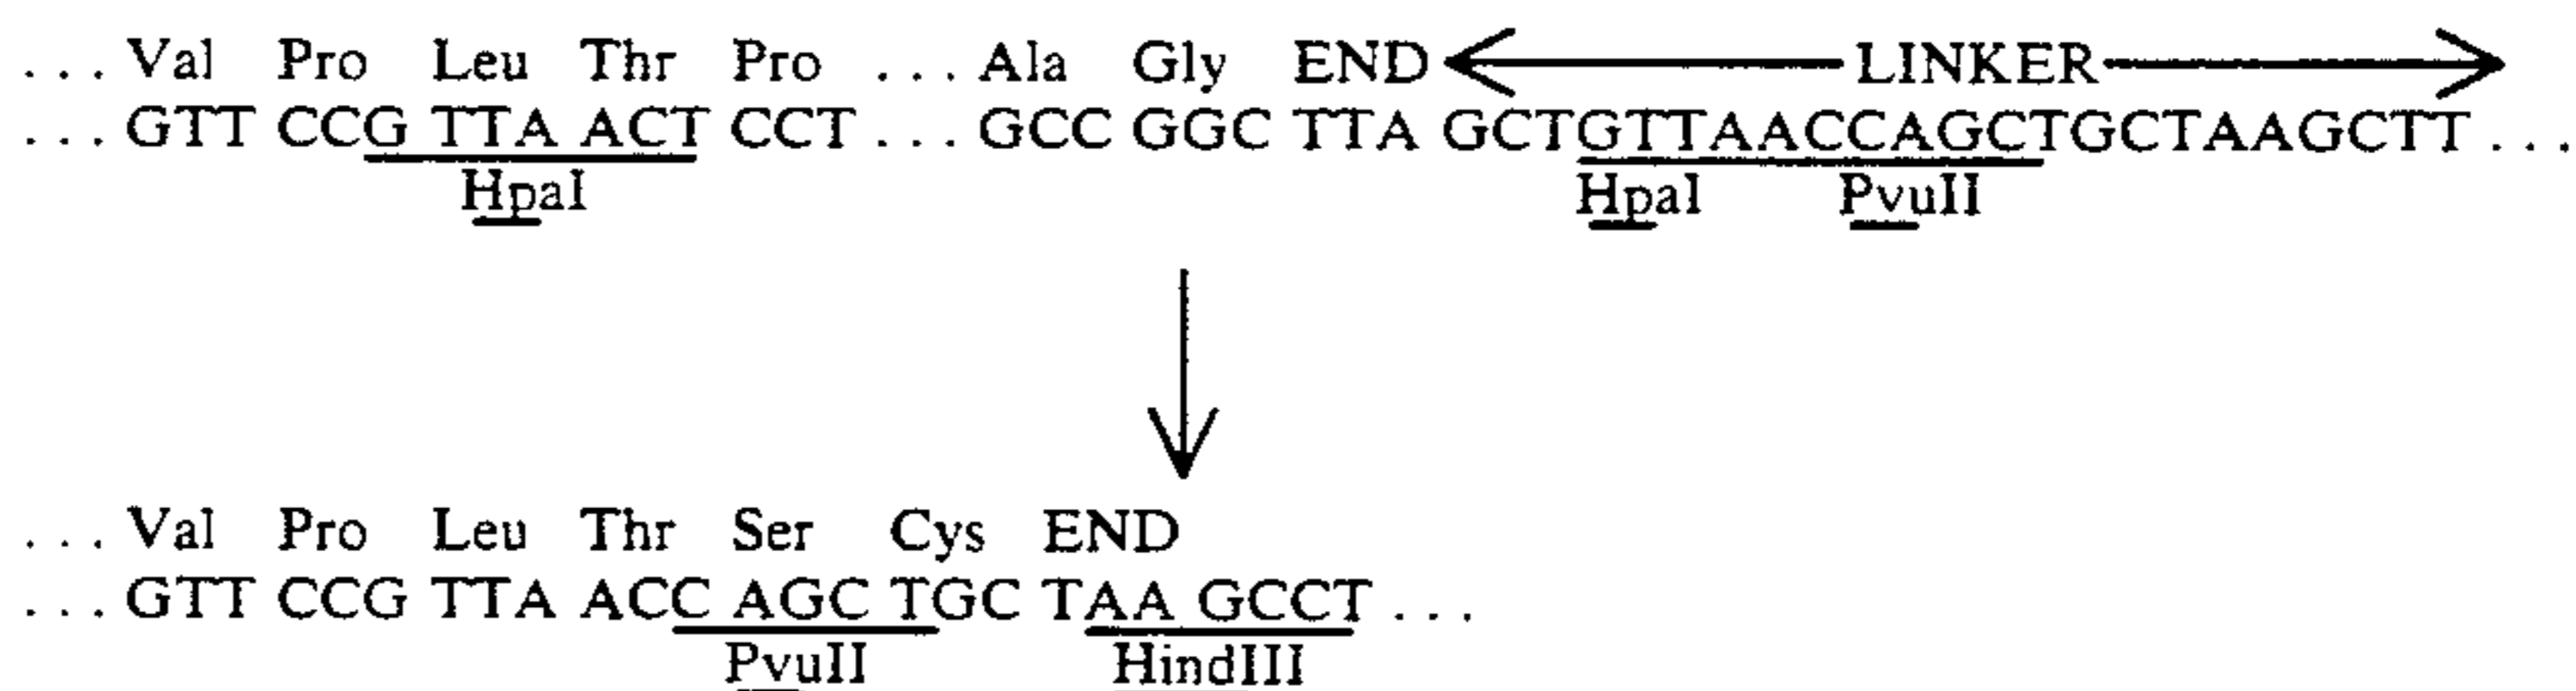 ... Val Pro Leu Thr Pro ... Ala Gly END LINKER
... GTT CCG TTA ACT CCT ... GCC GGC TTA GCTGTTAACCAGCTGCTAAGCTT ...
HpaI HpaI PvuII
... Val Pro Leu Thr Ser Cys END
... GTT CCG TTA ACC AGC TGC TAA GCCT ...
PvuII HindIII